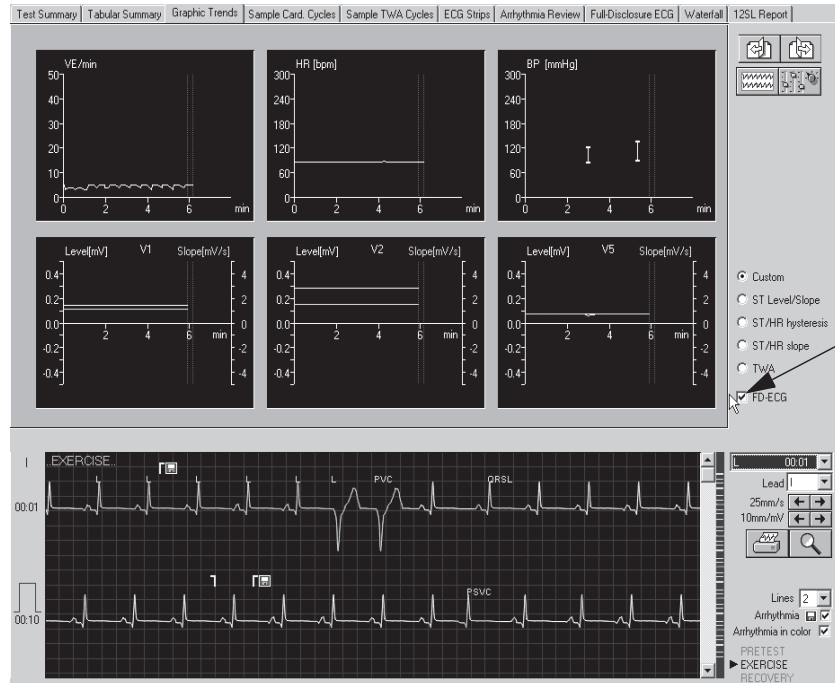 Test Summary Tabular Summary Graphic Trends Sample Card. Cycles Sample TWA Cycles ECG Strips Arrhythmia Review Full-Disclosure ECG Waterfall 12SL Report
VE/min
50
40
30
20
10
0
0 2 4 6 min
HR [bpm]
300
240
180
120
60
0
0 2 4 6 min
BP [mmHg]
300
240
180
120
60
0
0 2 4 6 min
Level[mV] V1 Slope[mV/s]
0.4 4
0.2 2
0.0 2 4 6 min 0
-0.2 -2
-0.4 -4
Level[mV] V2 Slope[mV/s]
0.4 4
0.2 2
0.0 2 4 6 min 0
-0.2 -2
-0.4 -4
Level[mV] V5 Slope[mV/s]
0.4 4
0.2 2
0.0 2 4 6 min 0
-0.2 -2
-0.4 -4
Custom
ST Level/Slope
ST/HR hysteresis
ST/HR slope
TWA
FD-ECG
I ..EXERCISE..
L L L L L L PVC QRSL
00:01
PSVC
00:10
L 00:01
Lead I
25mm/s
10mm/mV
Lines 2
Arrhythmia
Arrhythmia in color
PRETEST
EXERCISE
RECOVERY